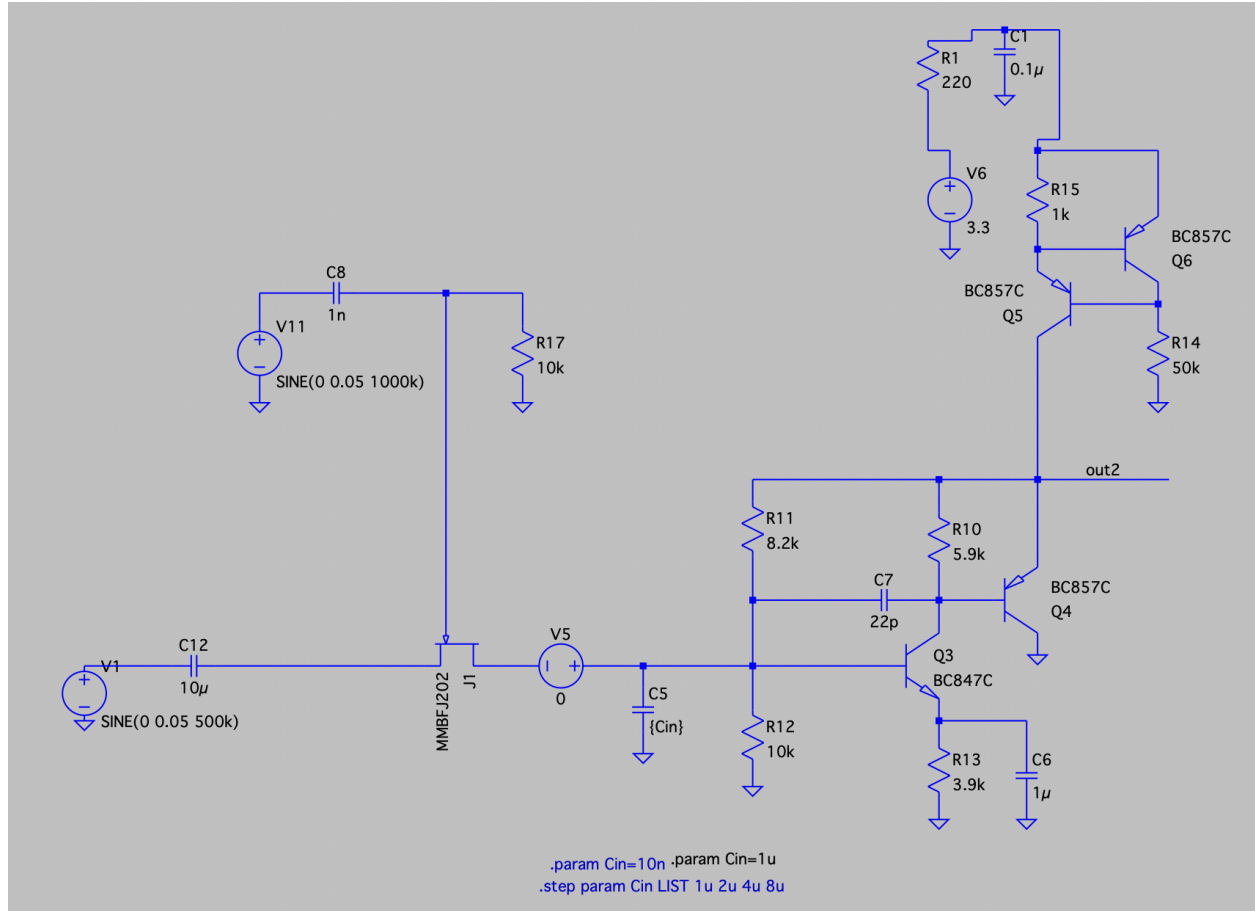 C1
0.1µ
R1
220
V6
3.3
R15
1k
BC857C
Q6
BC857C
Q5
R14
50k
C8
1n
V11
SINE(0 0.05 1000k)
R17
10k
out2
R11
8.2k
R10
5.9k
C7
22p
BC857C
Q4
V1
SINE(0 0.05 500k)
C12
10µ
MMBFJ202
J1
V5
0
C5
{Cin}
Q3
BC847C
R12
10k
R13
3.9k
C6
1µ
.param Cin=10n .param Cin=1u
.step param Cin LIST 1u 2u 4u 8u